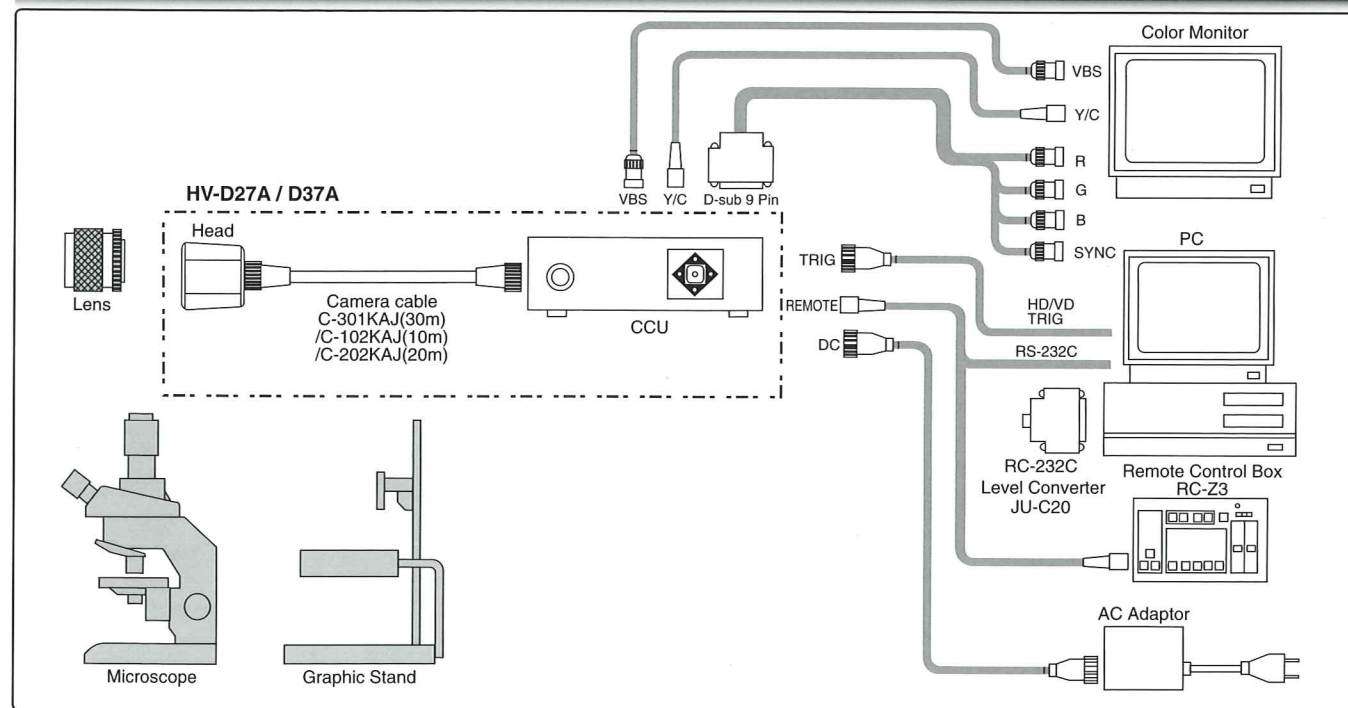 Color Monitor
VBS
Y/C
R
G
B
SYNC
VBS
Y/C
D-sub 9 Pin
HV-D27A / D37A
Head
Lens
Camera cable
C-301KAJ(30m)
/C-102KAJ(10m)
/C-202KAJ(20m)
CCU
TRIG
REMOTE
DC
PC
HD/VD
TRIG
RS-232C
RC-232C
Level Converter
JU-C20
Remote Control Box
RC-Z3
AC Adaptor
Microscope
Graphic Stand